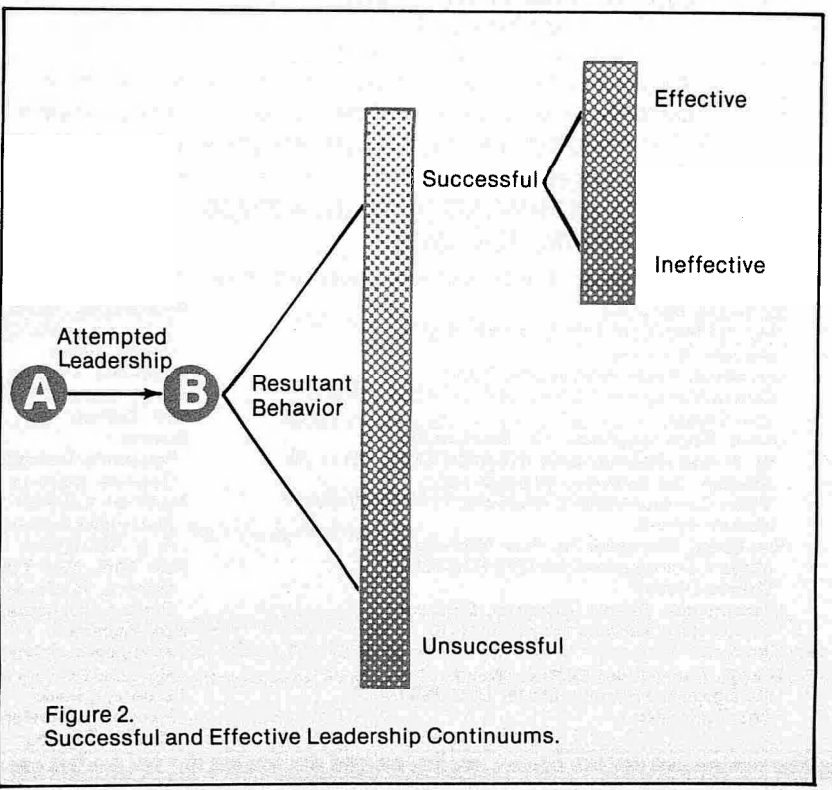 Effective
Successful
Ineffective
Attempted
Leadership
A
B
Resultant
Behavior
Unsuccessful
Figure 2.
Successful and Effective Leadership Continuums.